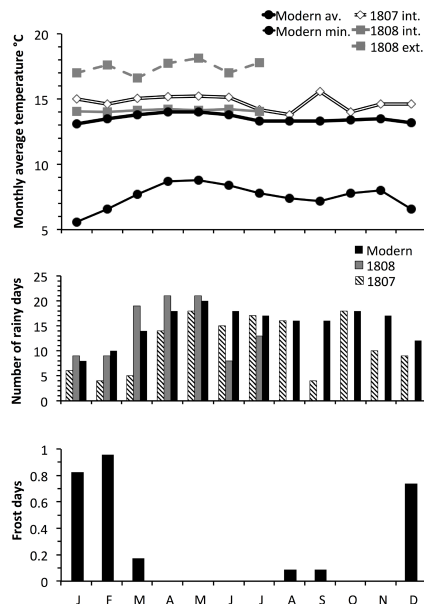 Modern av.
Modern min.
1807 int.
1808 int.
1808 ext.
Monthly average temperature °C
20
15
10
5
Modern
1808
1807
Number of rainy days
25
20
15
10
5
0
Frost days
1
0.8
0.6
0.4
0.2
0
J F M A M J J A S O N D